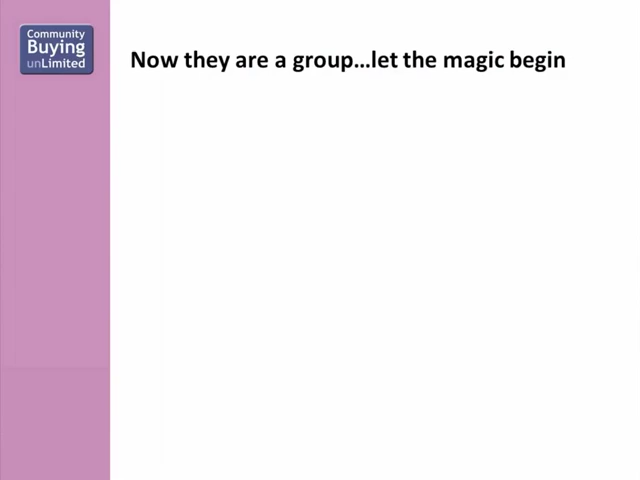 Community
Buying
unLimited
Now they are a group...let the magic begin